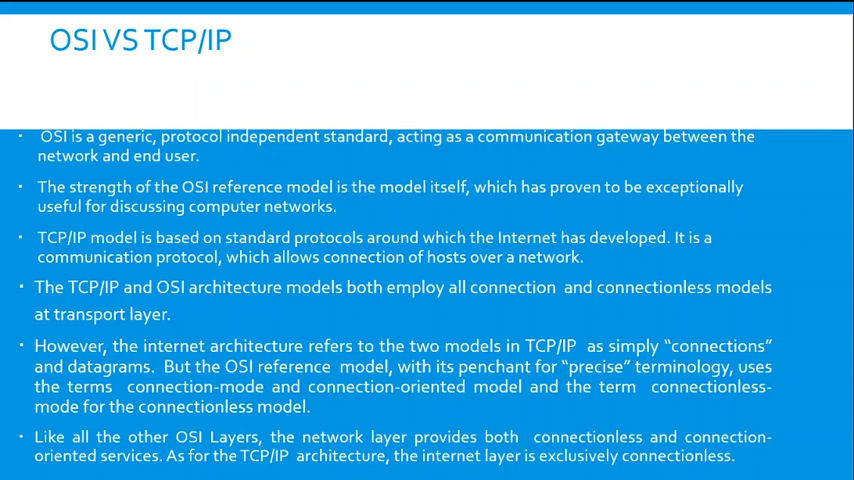 OSI VS TCP/IP
▪ OSI is a generic, protocol independent standard, acting as a communication gateway between the
network and end user.
▪ The strength of the OSI reference model is the model itself, which has proven to be exceptionally
useful for discussing computer networks.
▪ TCP/IP model is based on standard protocols around which the Internet has developed. It is a
communication protocol, which allows connection of hosts over a network.
▪ The TCP/IP and OSI architecture models both employ all connection and connectionless models
at transport layer.
▪ However, the internet architecture refers to the two models in TCP/IP as simply “connections”
and datagrams. But the OSI reference model, with its penchant for “precise” terminology, uses
the terms connection-mode and connection-oriented model and the term connectionless-
mode for the connectionless model.
▪ Like all the other OSI Layers, the network layer provides both connectionless and connection-
oriented services. As for the TCP/IP architecture, the internet layer is exclusively connectionless.